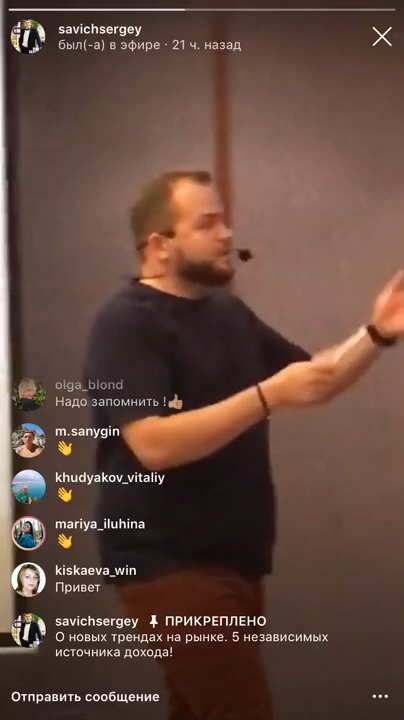 savichsergey
был(-а) в эфире · 21 ч. назад
olga_blond
Надо запомнить !👍🏼
m.sanygin
👋
khudyakov_vitaliy
👋
mariya_iluhina
👋
kiskaeva_win
Привет
savichsergey 📌 ПРИКРЕПЛЕНО
О новых трендах на рынке. 5 независимых
источника дохода!
Отправить сообщение